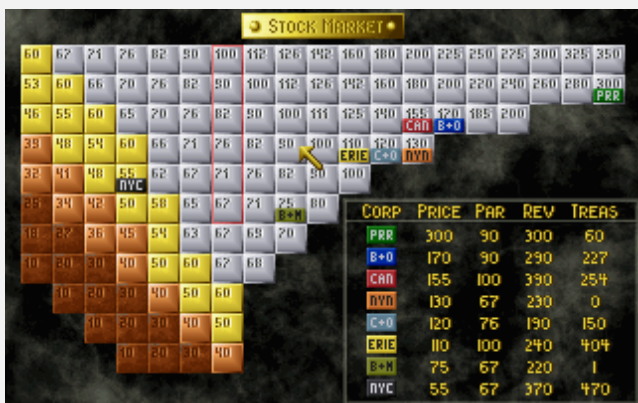 STOCK MARKET
60 67 71 76 82 90 100 112 126 142 160 180 200 225 250 275 300 325 350
53 60 66 70 76 82 90 100 112 126 142 160 180 200 220 240 260 280 300
PRR
46 55 60 65 70 76 82 90 100 111 125 140 155 170 185 200
CAN B+O
39 48 54 60 66 71 76 82 90 100 110 120 130
ERIE C+O NYN
32 41 48 55 62 67 71 76 82 90 100
NYC
25 34 42 50 58 65 67 71 75 80
B+M
18 27 36 45 54 63 67 69 70
10 20 30 40 50 60 67 68
10 20 30 40 50 60
10 20 30 40 50
10 20 30 40
CORP PRICE PAR REV TREAS
PRR 300 90 300 60
B+O 170 90 290 227
CAN 155 100 390 254
NYN 130 67 230 0
C+O 120 76 190 150
ERIE 110 100 240 404
B+M 75 67 220 1
NYC 55 67 370 470